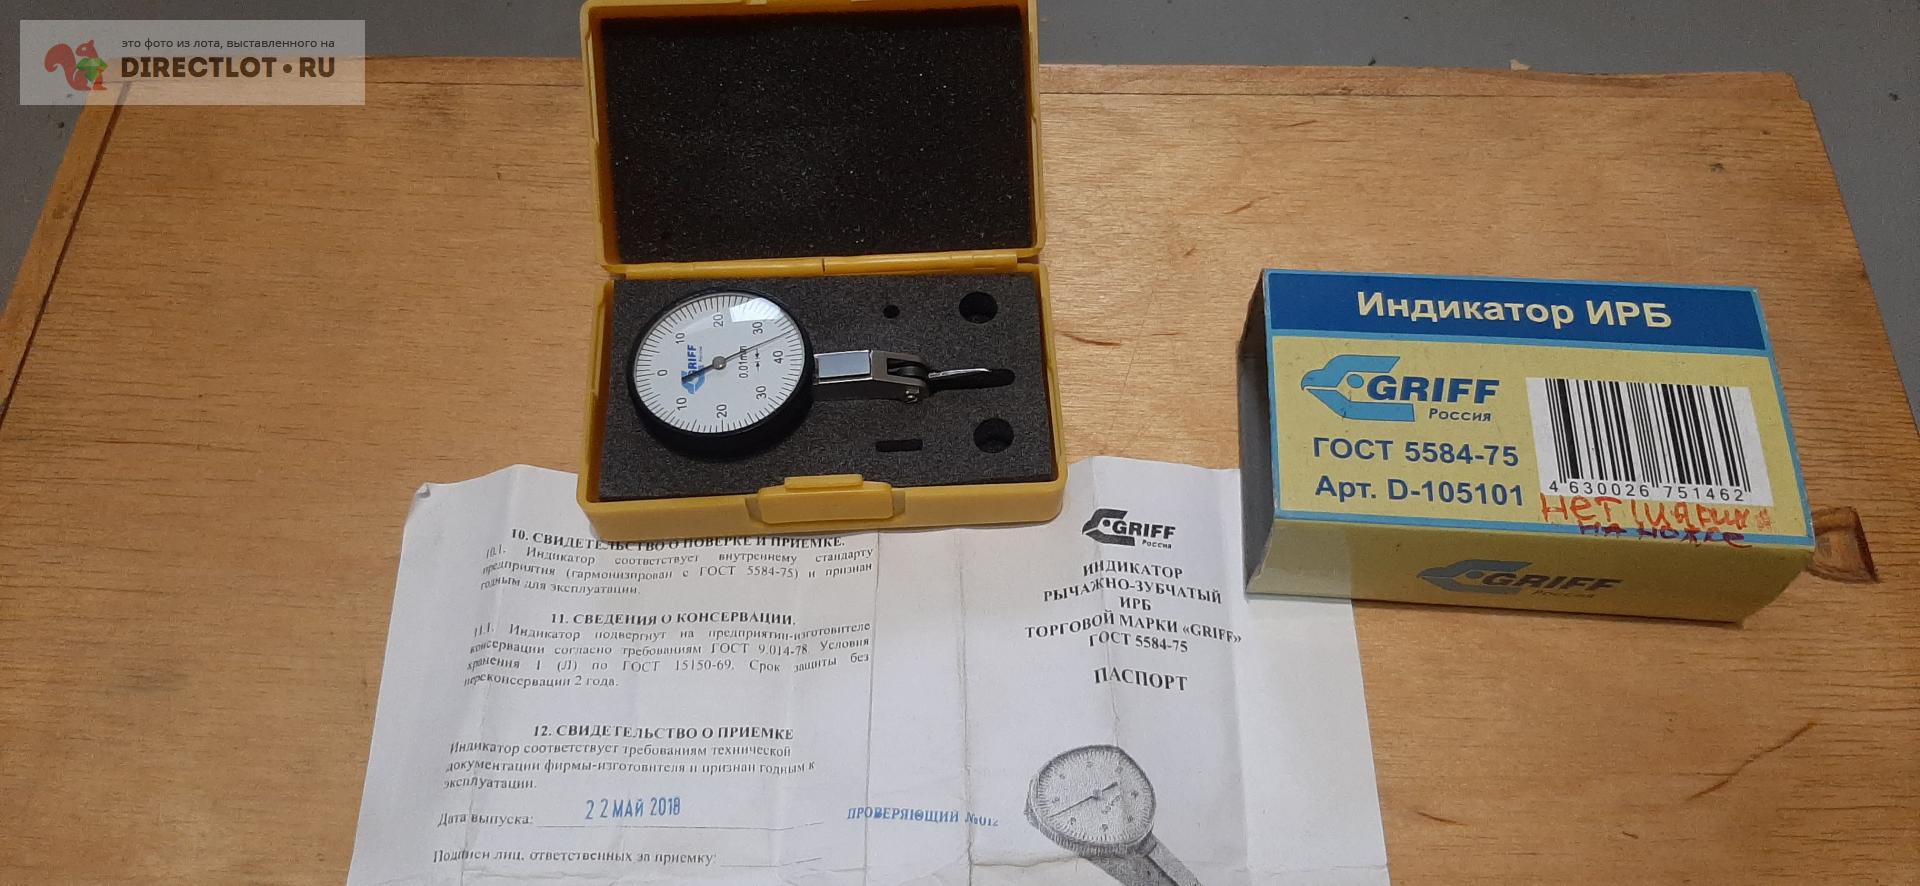 это фото из лота, выставленного на
DIRECTLOT.RU
20
30
10
40
0
0.01mm
GRIFF
10
20
30
Индикатор ИРБ
GRIFF
Россия
ГОСТ 5584-75
Арт. D-105101
4 630026 751462
НЕТ
на ножке
GRIFF
Россия
10. СВИДЕТЕЛЬСТВО О ПОВЕРКЕ И ПРИЕМКЕ.
10.1. Индикатор соответствует внутреннему стандарту
предприятия (гармонизирован с ГОСТ 5584-75) и признан
годным для эксплуатации.
11. СВЕДЕНИЯ О КОНСЕРВАЦИИ.
11.1. Индикатор подвергнут на предприятии-изготовителе
консервации согласно требованиям ГОСТ 9.014-78. Условия
хранения 1 (Л) по ГОСТ 15150-69. Срок защиты без
переконсервации 2 года.
12. СВИДЕТЕЛЬСТВО О ПРИЕМКЕ
Индикатор соответствует требованиям технической
документации фирмы-изготовителя и признан годным к
эксплуатации.
Дата выпуска: 22 МАЙ 2018
ПРОВЕРЯЮЩИЙ №012
Подписи лиц, ответственных за приемку:
GRIFF
Россия
ИНДИКАТОР
РЫЧАЖНО-ЗУБЧАТЫЙ
ИРБ
ТОРГОВОЙ МАРКИ «GRIFF»
ГОСТ 5584-75
ПАСПОРТ